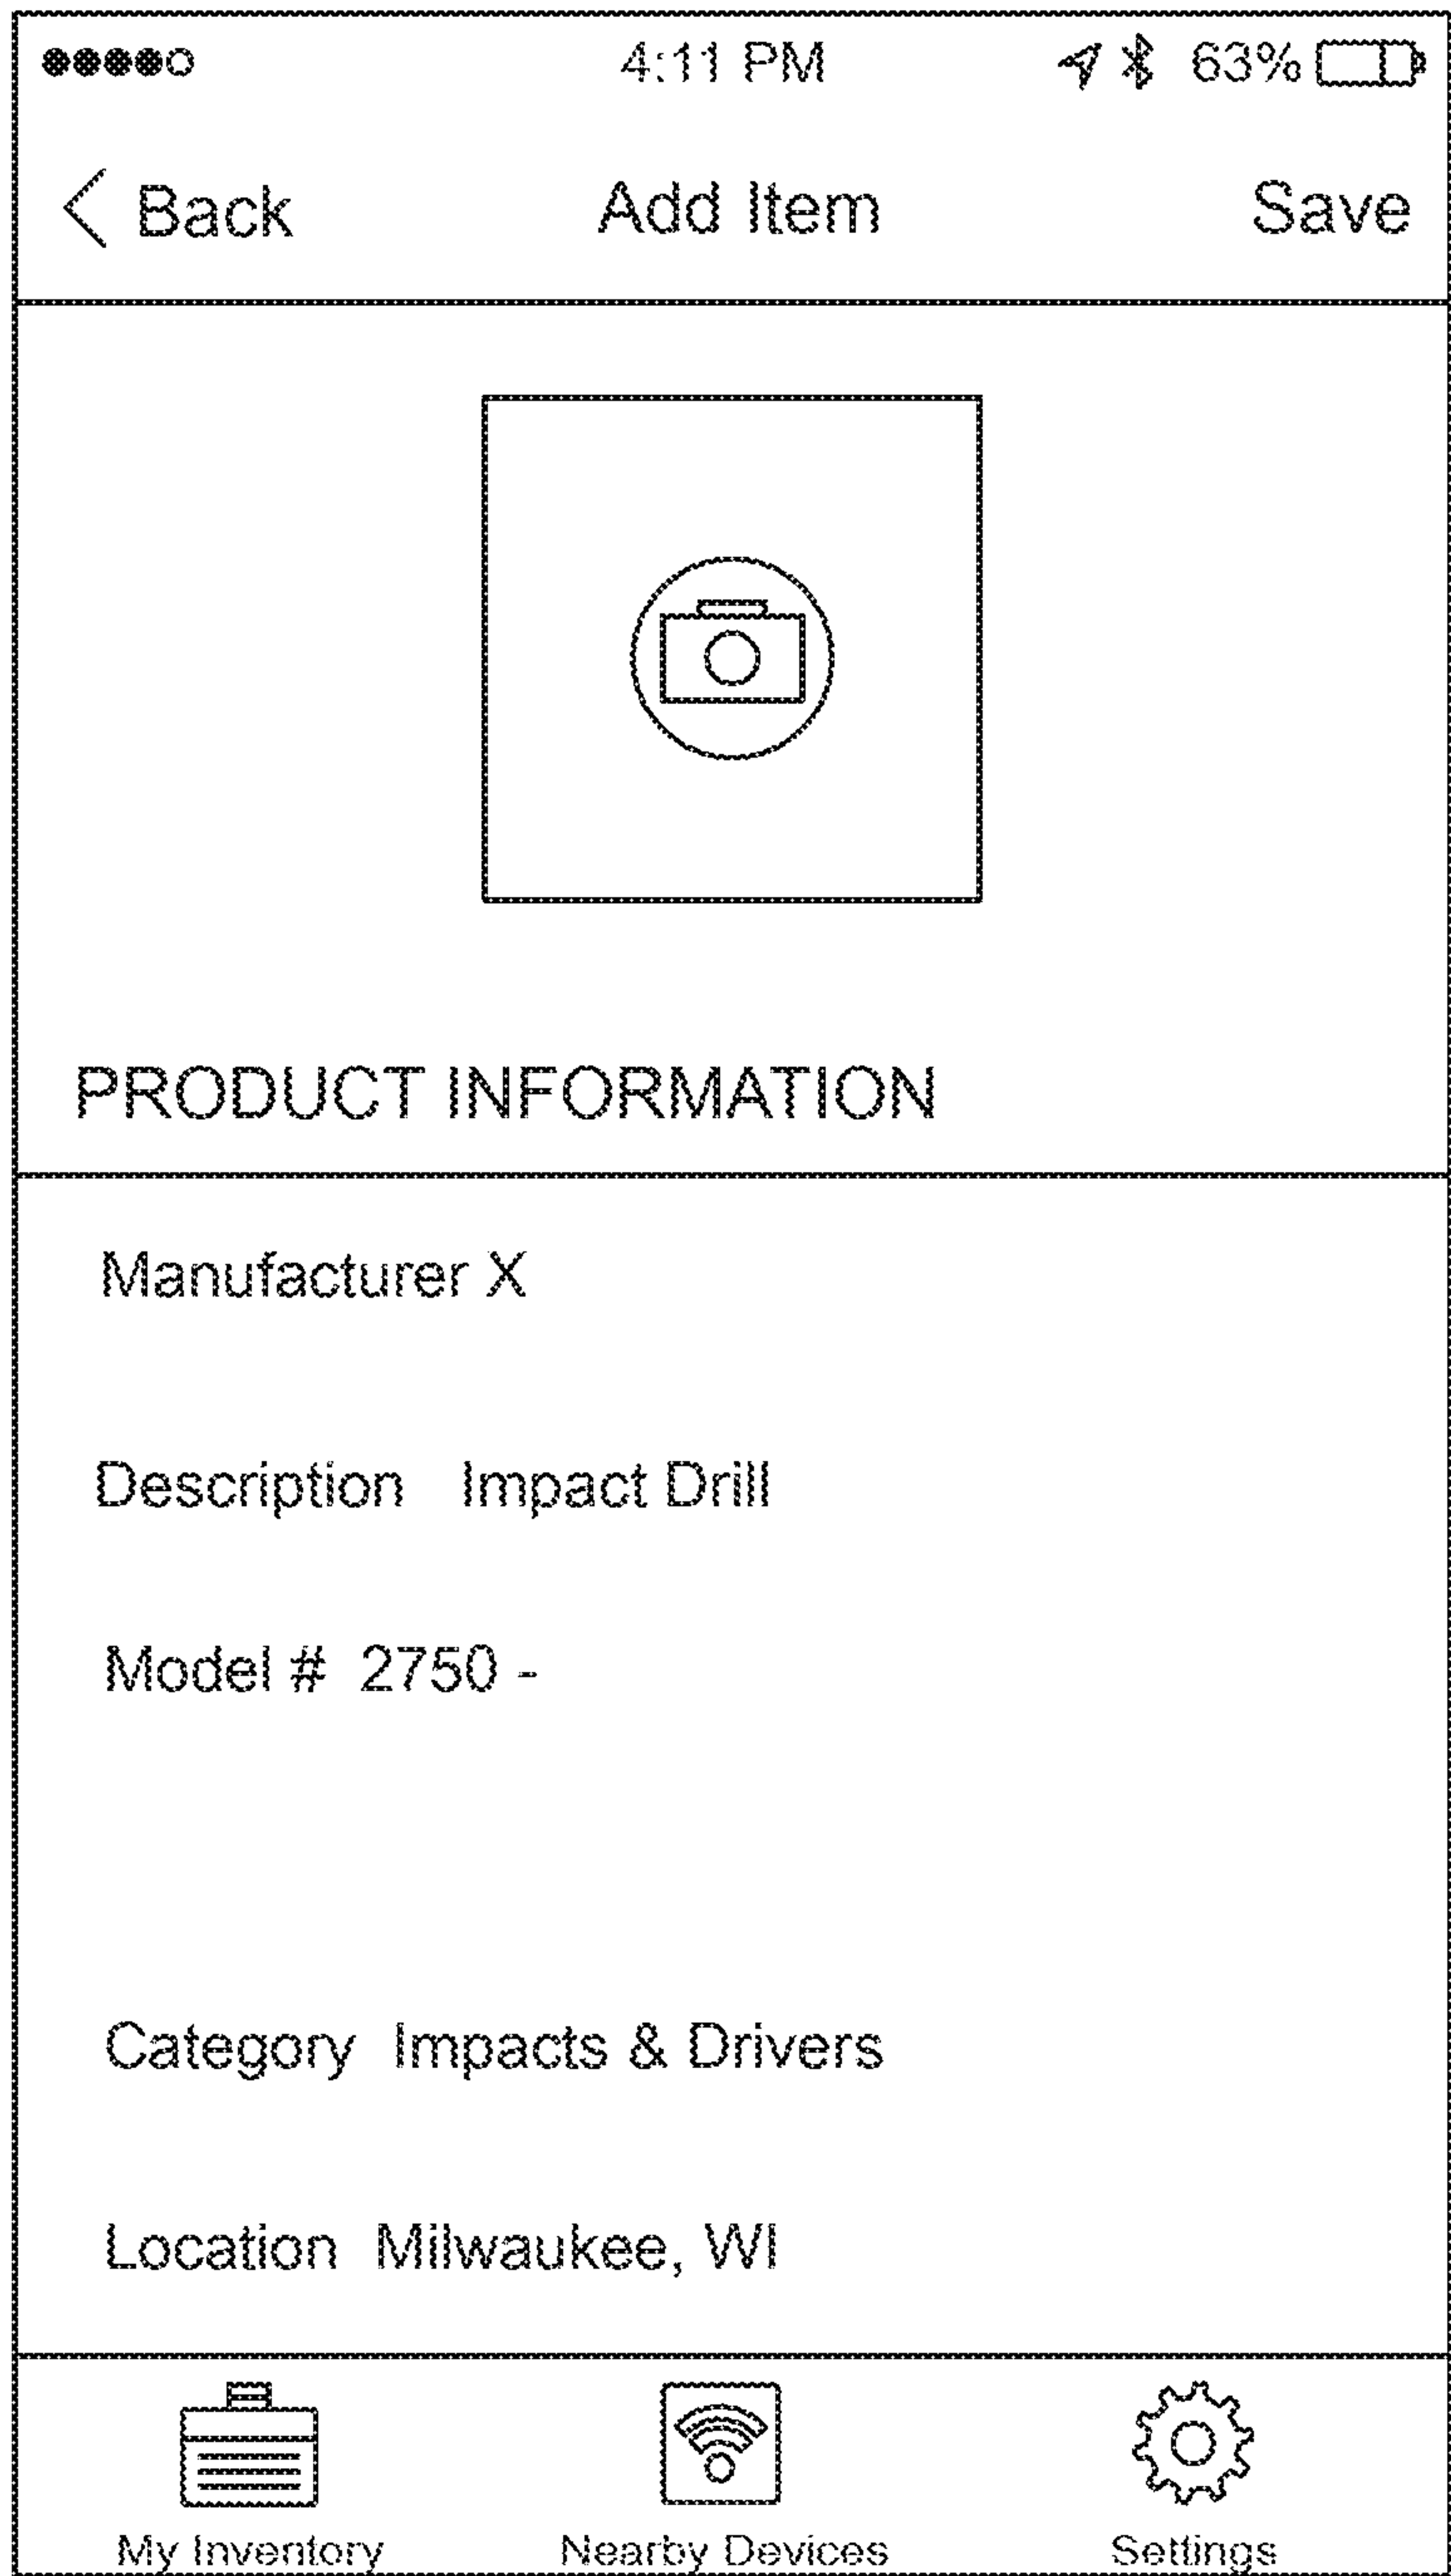 4:11 PM 63%
Back Add Item Save
PRODUCT INFORMATION
Manufacturer X
Description Impact Drill
Model # 2750 -
Category Impacts & Drivers
Location Milwaukee, WI
My Inventory Nearby Devices Settings